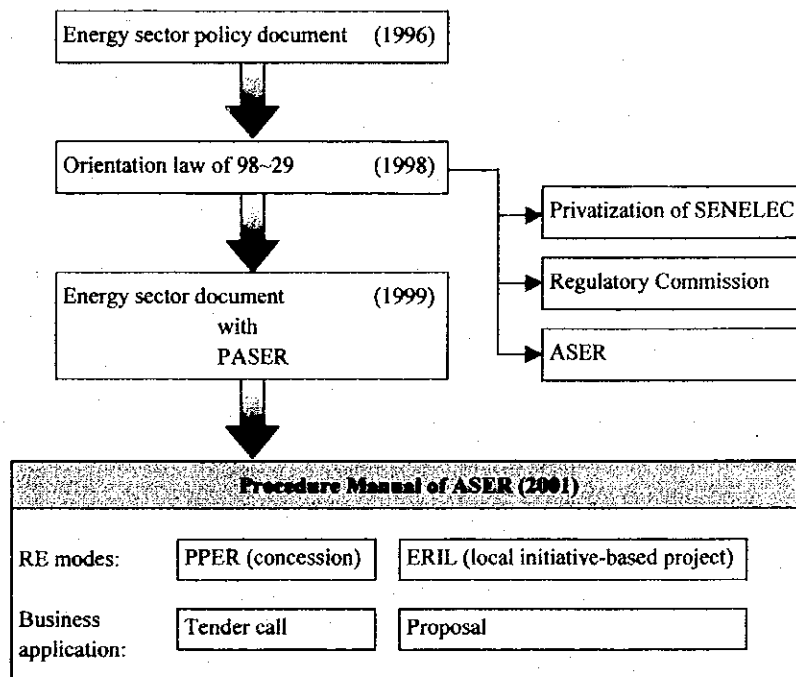 Energy sector policy document (1996)
Orientation law of 98~29 (1998)
Privatization of SENELEC
Regulatory Commission
ASER
Energy sector document (1999)
with
PASER
Procedure Manual of ASER (2001)
RE modes: PPER (concession) ERIL (local initiative-based project)
Business Tender call Proposal
application: